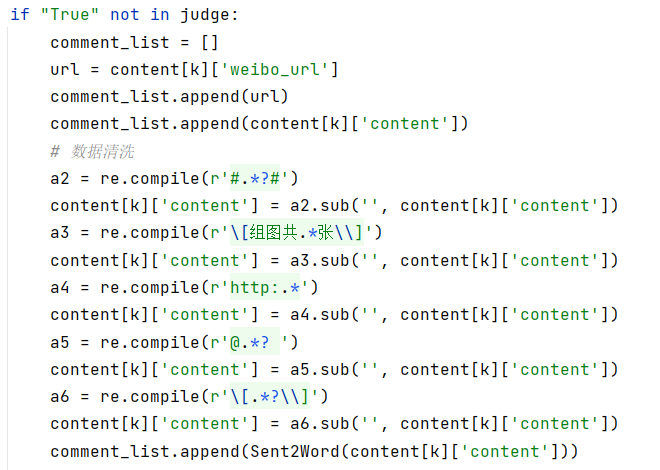 if "True" not in judge:
    comment_list = []
    url = content[k]['weibo_url']
    comment_list.append(url)
    comment_list.append(content[k]['content'])
    # 数据清洗
    a2 = re.compile(r'#.*?#')
    content[k]['content'] = a2.sub('', content[k]['content'])
    a3 = re.compile(r'\[组图共.*张\\]')
    content[k]['content'] = a3.sub('', content[k]['content'])
    a4 = re.compile(r'http:.*')
    content[k]['content'] = a4.sub('', content[k]['content'])
    a5 = re.compile(r'@.*? ')
    content[k]['content'] = a5.sub('', content[k]['content'])
    a6 = re.compile(r'\[.*?\\]')
    content[k]['content'] = a6.sub('', content[k]['content'])
    comment_list.append(Sent2Word(content[k]['content']))